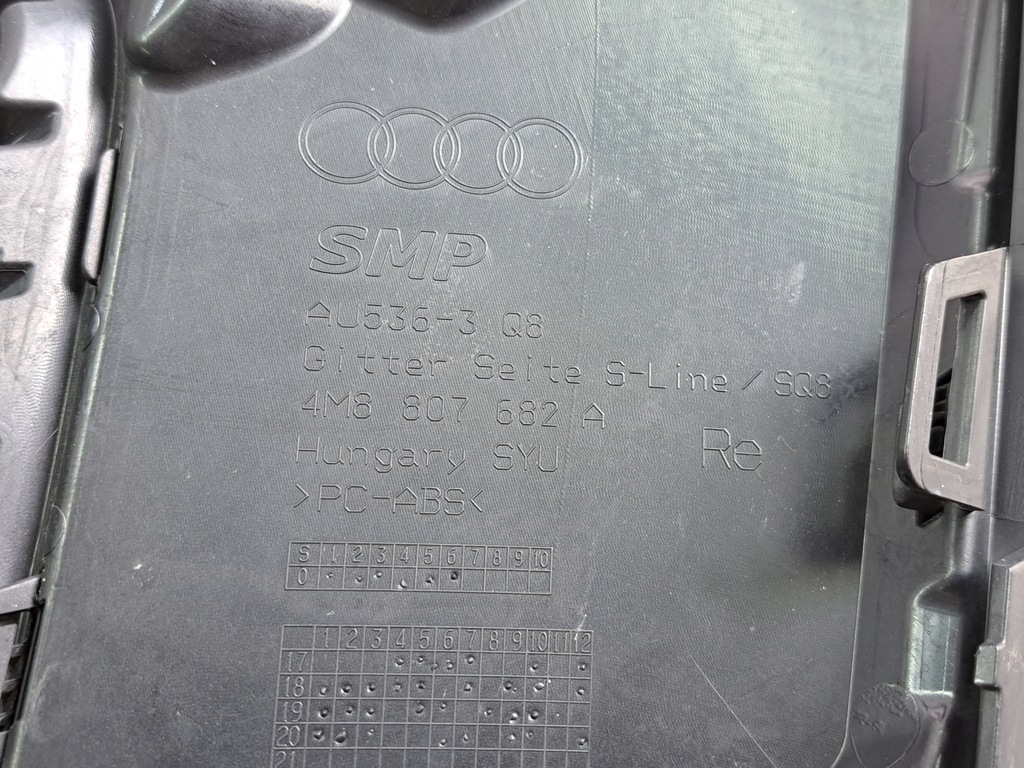 SMP
AU536-3 Q8
Gitter Seite S-Line / SQ8
4M8 807 682 A
Hungary SYU
Re
>PC-ABS<
S 1 2 3 4 5 6 7 8 9 10
0
1 2 3 4 5 6 7 8 9 10 11 12
17
18
19
20
21